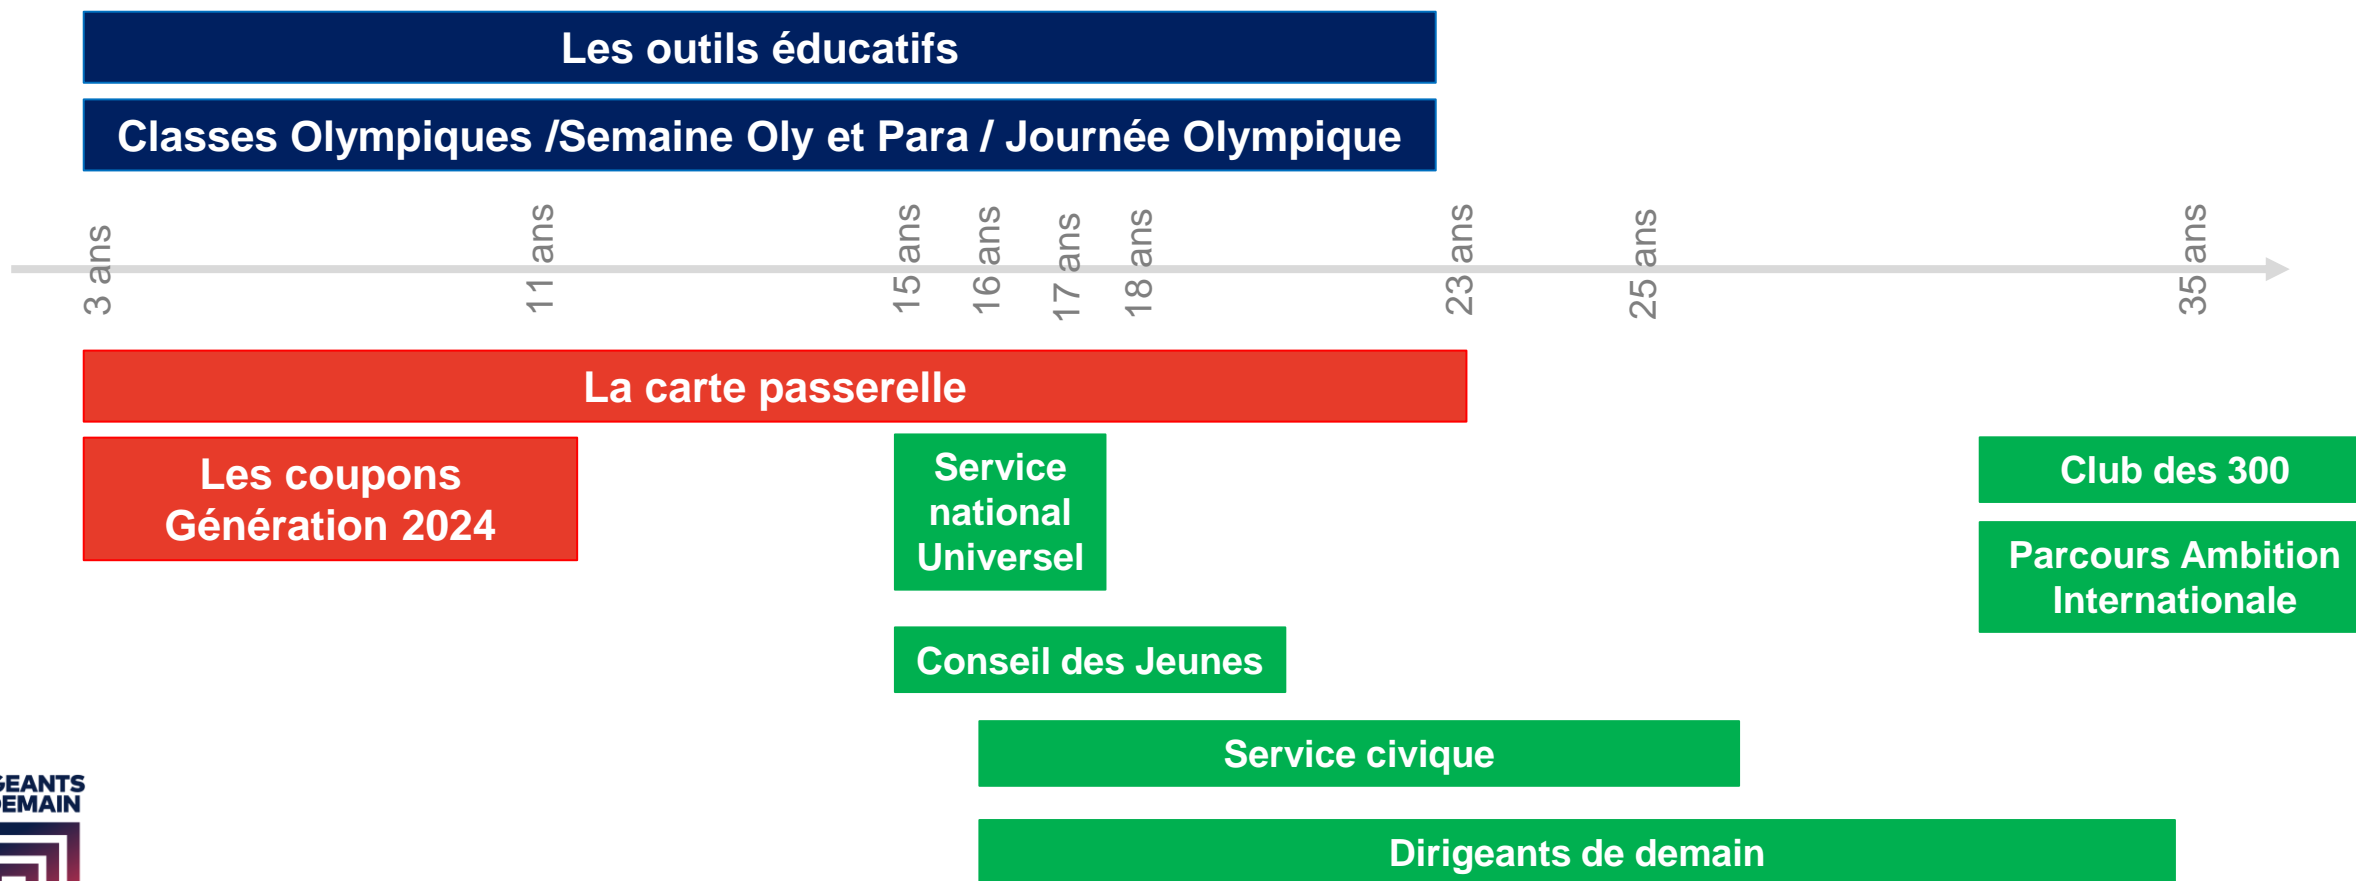 Les outils éducatifs
Classes Olympiques /Semaine Oly et Para / Journée Olympique
3 ans
11 ans
15 ans
16 ans
17 ans
18 ans
23 ans
25 ans
35 ans
La carte passerelle
Les coupons
Génération 2024
Service
national
Universel
Club des 300
Parcours Ambition
Internationale
Conseil des Jeunes
Service civique
GEANTS
DEMAIN
Dirigeants de demain